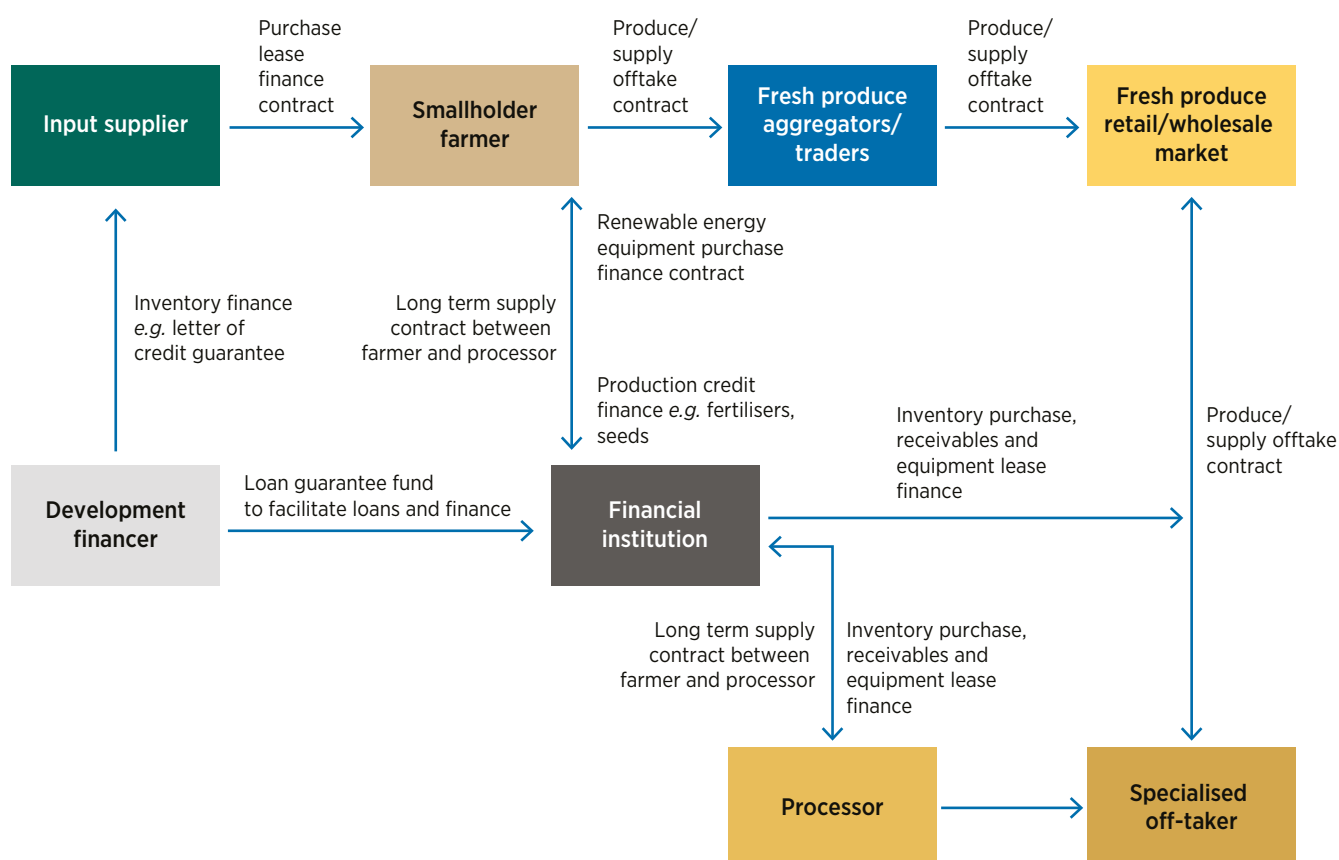 Purchase
lease
finance
contract
Produce/
supply
offtake
contract
Produce/
supply
offtake
contract
Input supplier
Smallholder
farmer
Fresh produce
aggregators/
traders
Fresh produce
retail/wholesale
market
Renewable energy
equipment purchase
finance contract
Inventory finance
e.g. letter of
credit guarantee
Long term supply
contract between
farmer and processor
Production credit
finance e.g. fertilisers,
seeds
Inventory purchase,
receivables and
equipment lease
finance
Produce/
supply offtake
contract
Development
financer
Loan guarantee fund
to facilitate loans and finance
Financial
institution
Long term supply
contract between
farmer and processor
Inventory purchase,
receivables and
equipment lease
finance
Processor
Specialised
off-taker